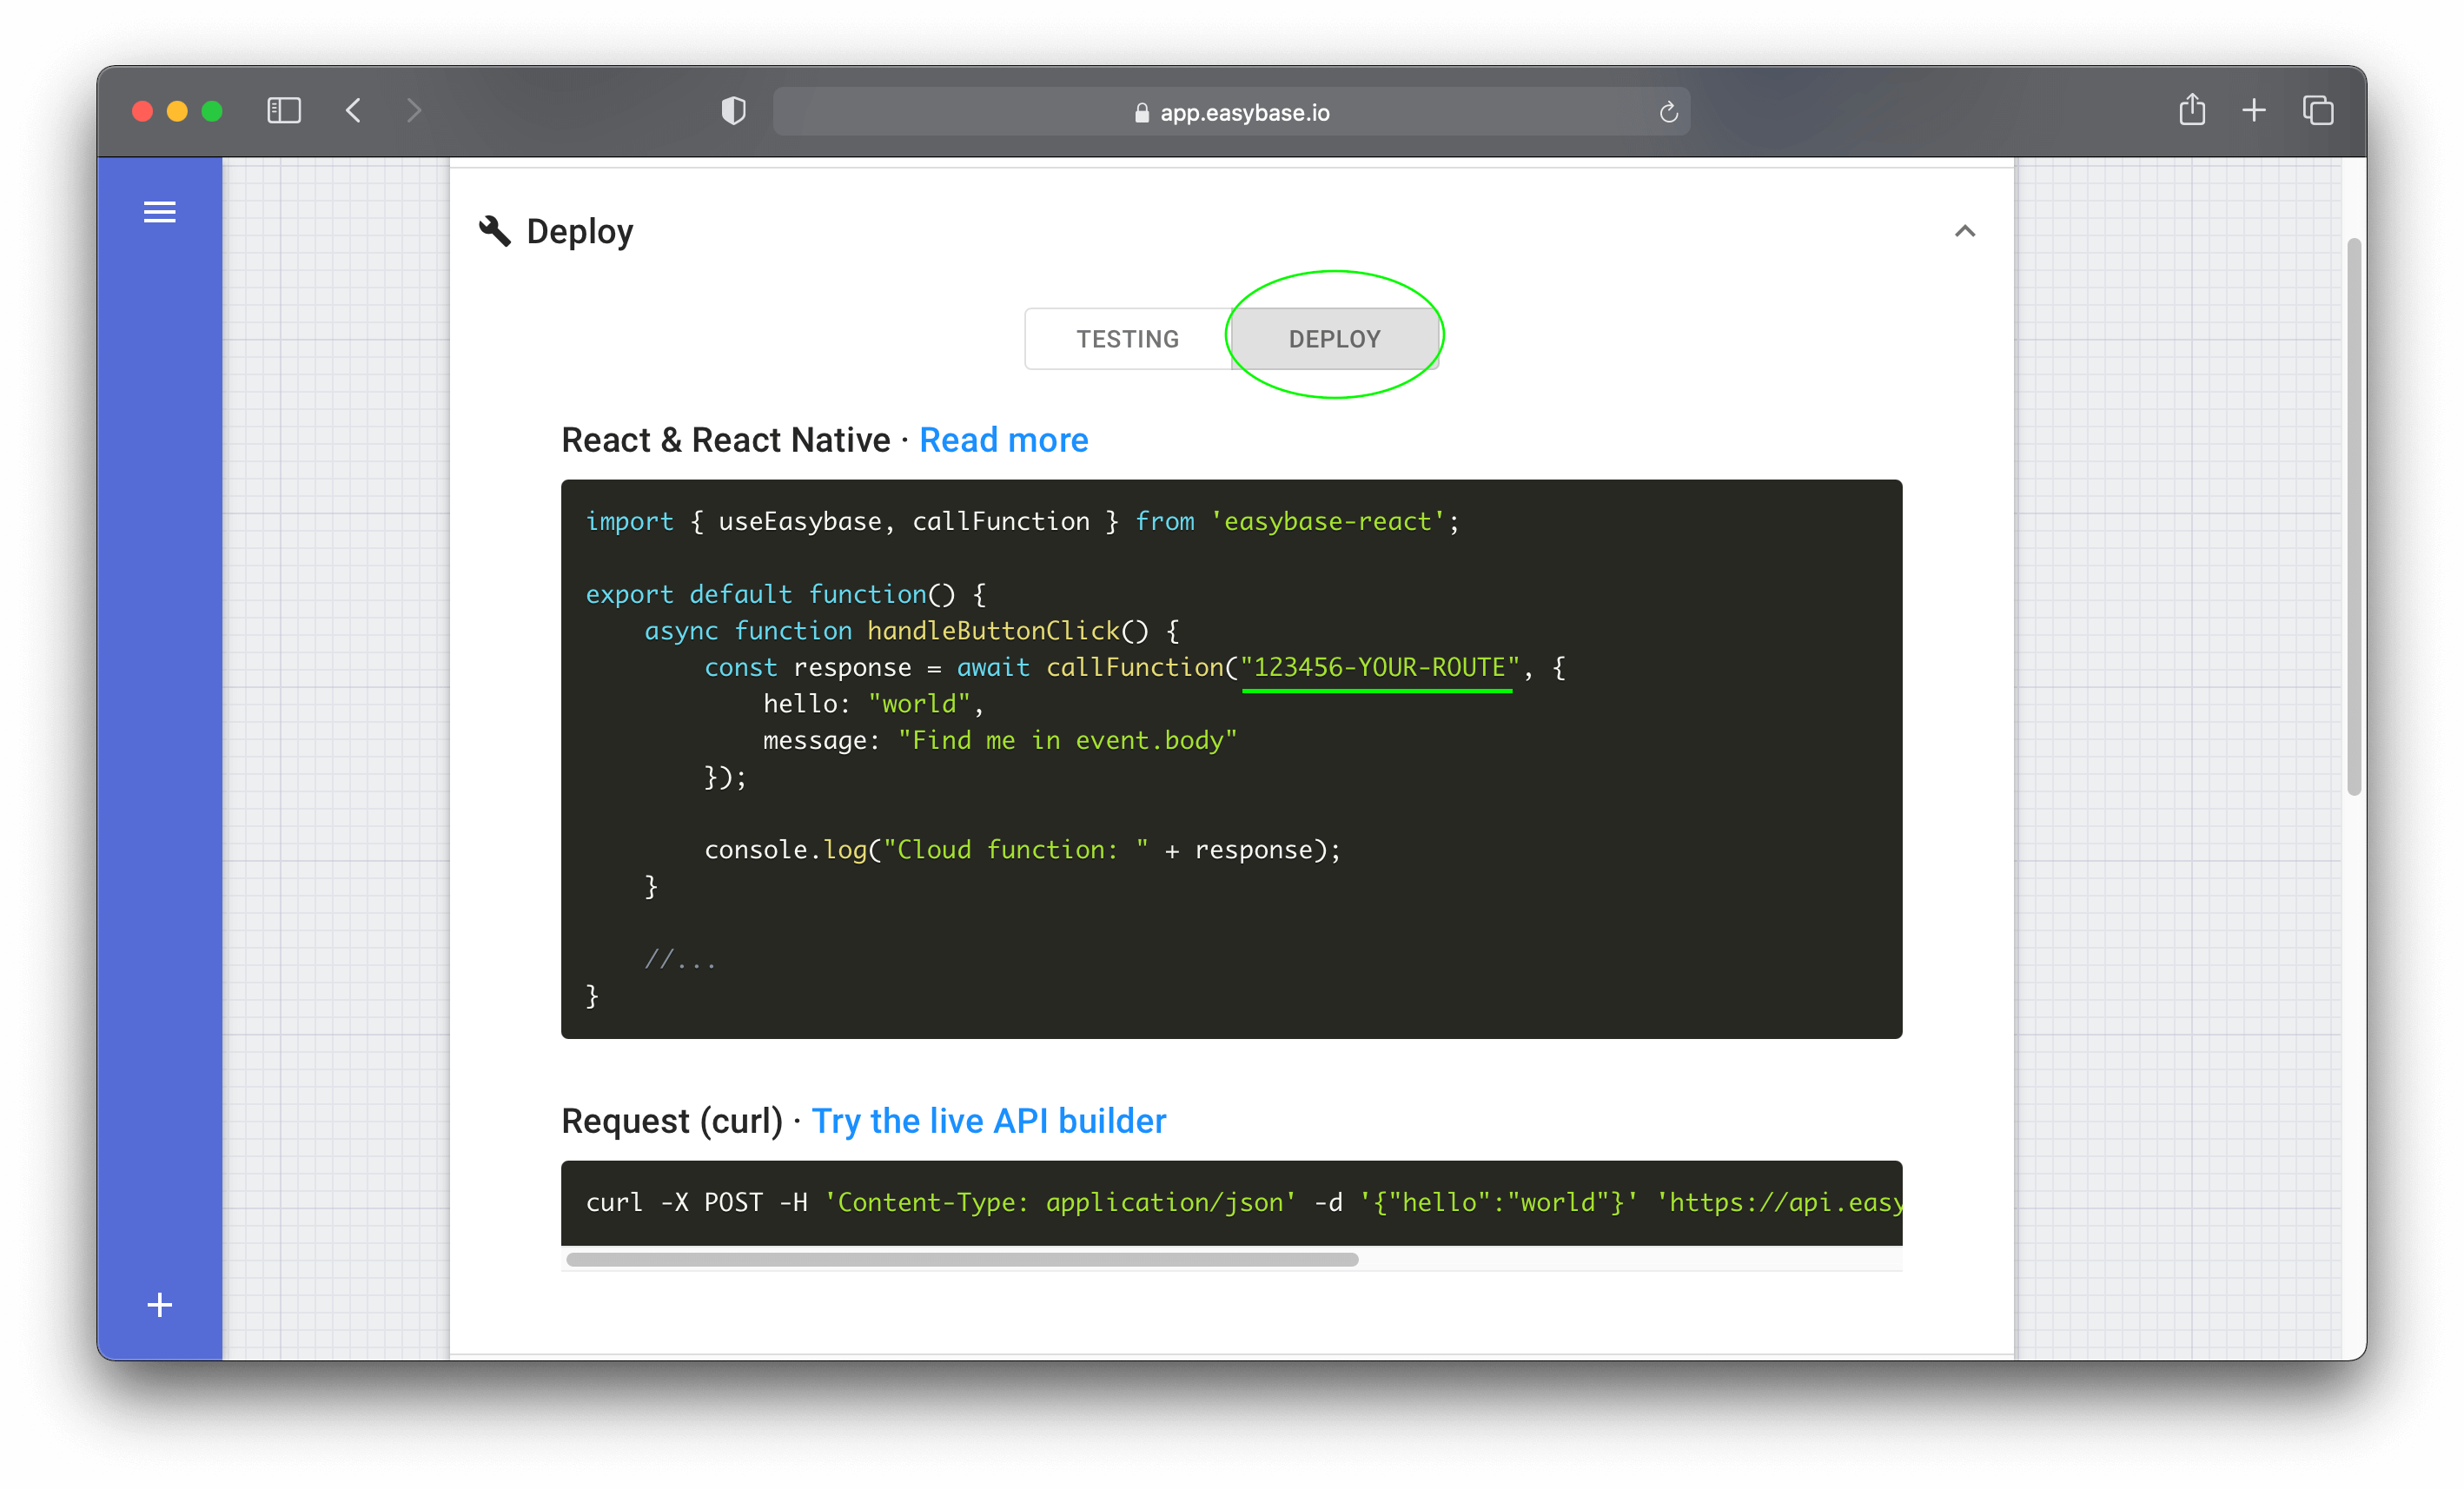 app.easybase.io
Deploy
TESTING
DEPLOY
React & React Native · Read more
import { useEasybase, callFunction } from 'easybase-react';
export default function() {
async function handleButtonClick() {
const response = await callFunction("123456-YOUR-ROUTE", {
hello: "world",
message: "Find me in event.body"
});
console.log("Cloud function: " + response);
}
//...
}
Request (curl) · Try the live API builder
curl -X POST -H 'Content-Type: application/json' -d '{"hello":"world"}' 'https://api.easy